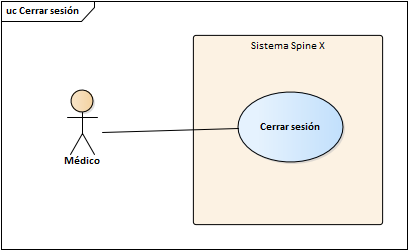 uc Cerrar sesión
Sistema Spine X
Cerrar sesión
Médico